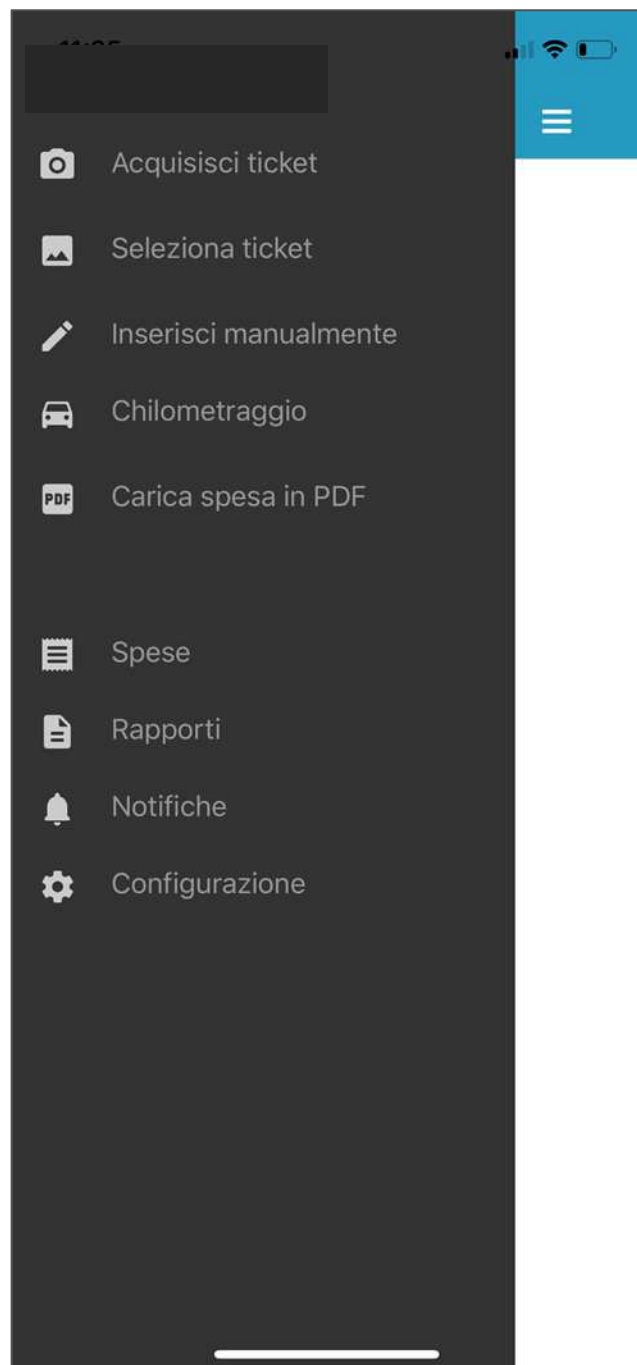 Acquisisci ticket
Seleziona ticket
Inserisci manualmente
Chilometraggio
PDF Carica spesa in PDF
Spese
Rapporti
Notifiche
Configurazione